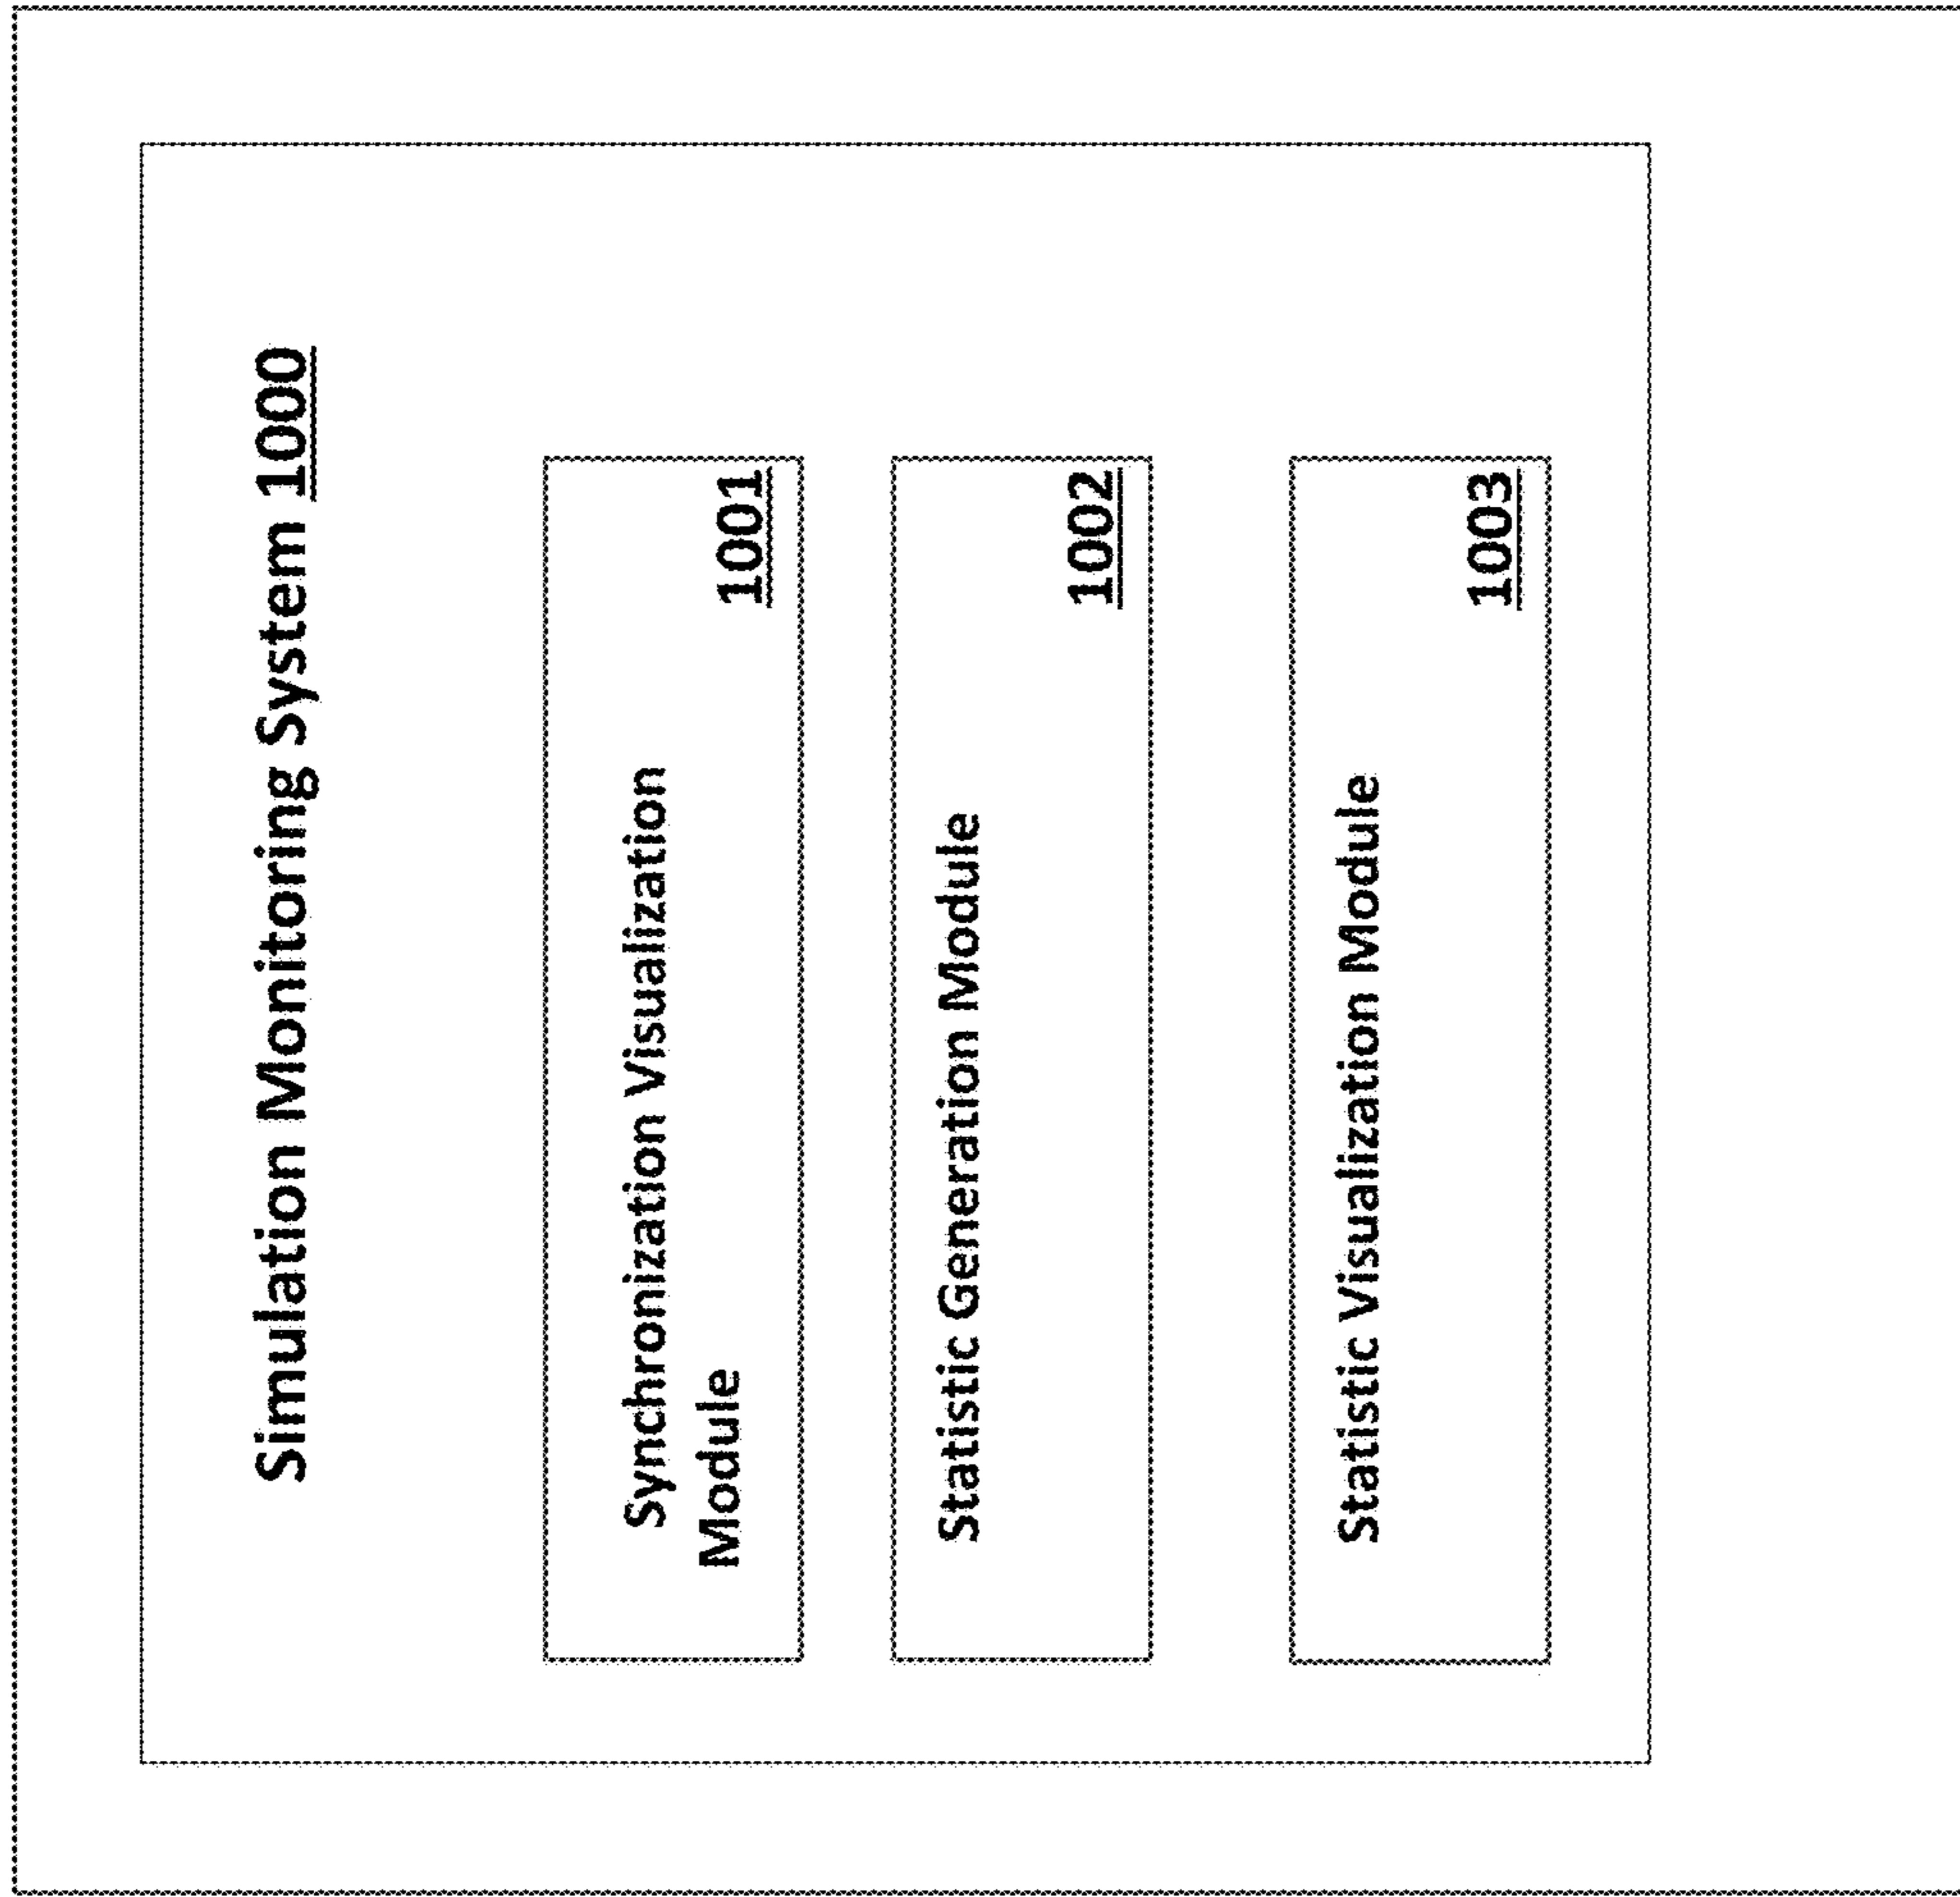 Simulation Monitoring System 1000
Synchronization Visualization
Module
1001
Statistic Generation Module
1002
Statistic Visualization Module
1003